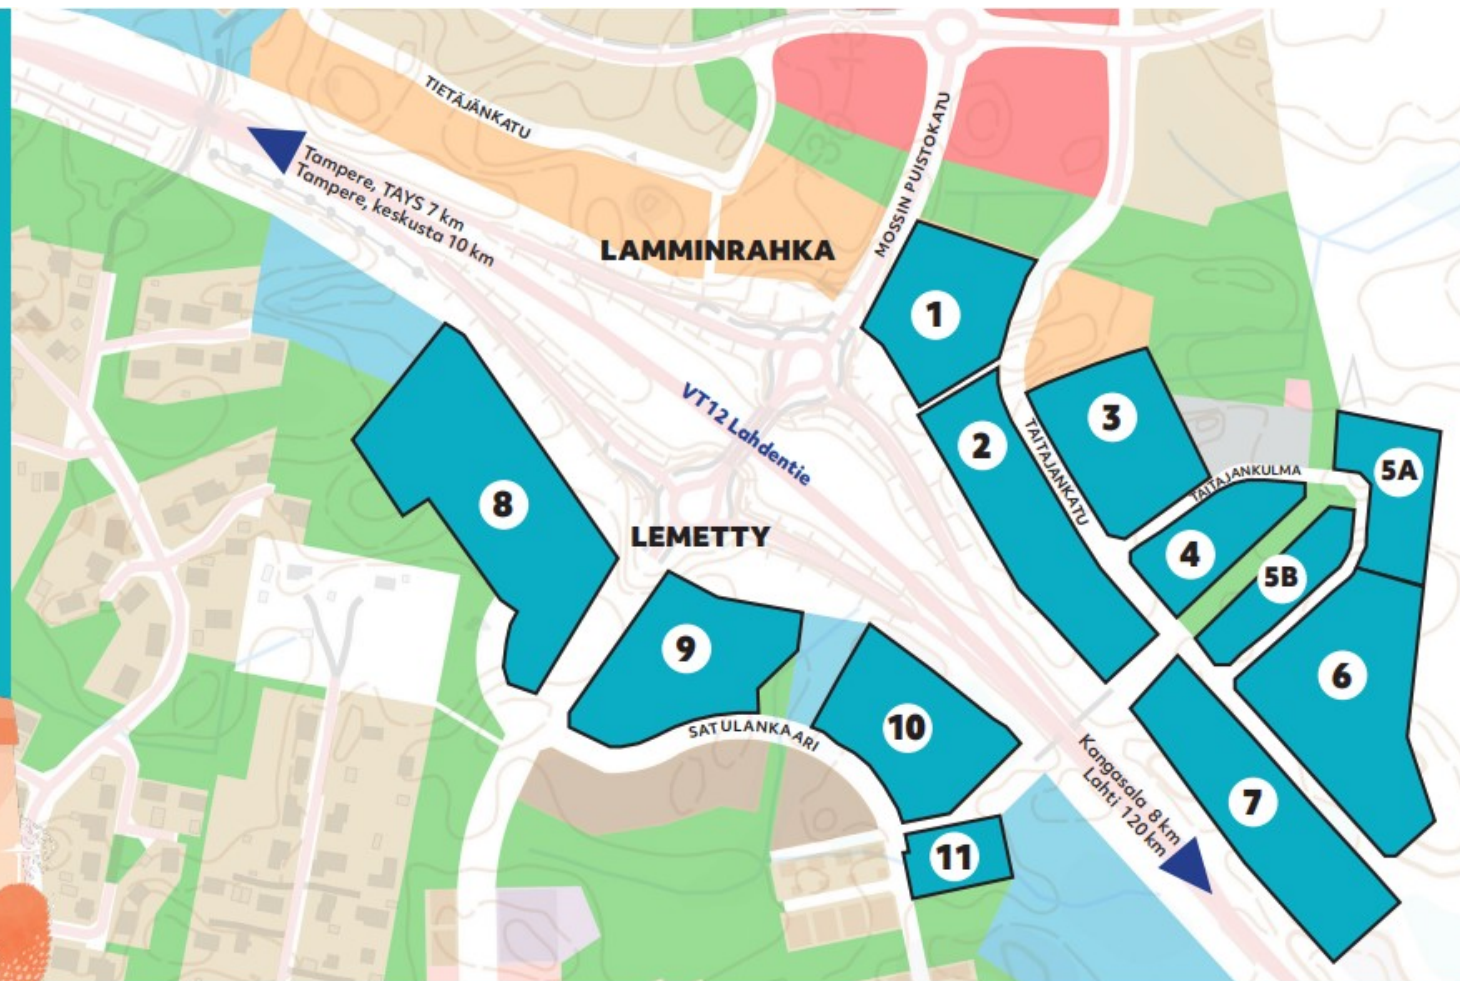 TIETÄJÄNKATU
MOSSIN PUISTOKATU
Tampere, TAYS 7 km
Tampere, keskusta 10 km
LAMMINRAHKA
1
VT12 Lahdentie
2
3
TAITAJANKATU
TAITAJANKULMA
5A
8
LEMETTY
4
5B
9
6
10
SATULANKAARI
Kangasala 8 km
Lahti 120 km
7
11